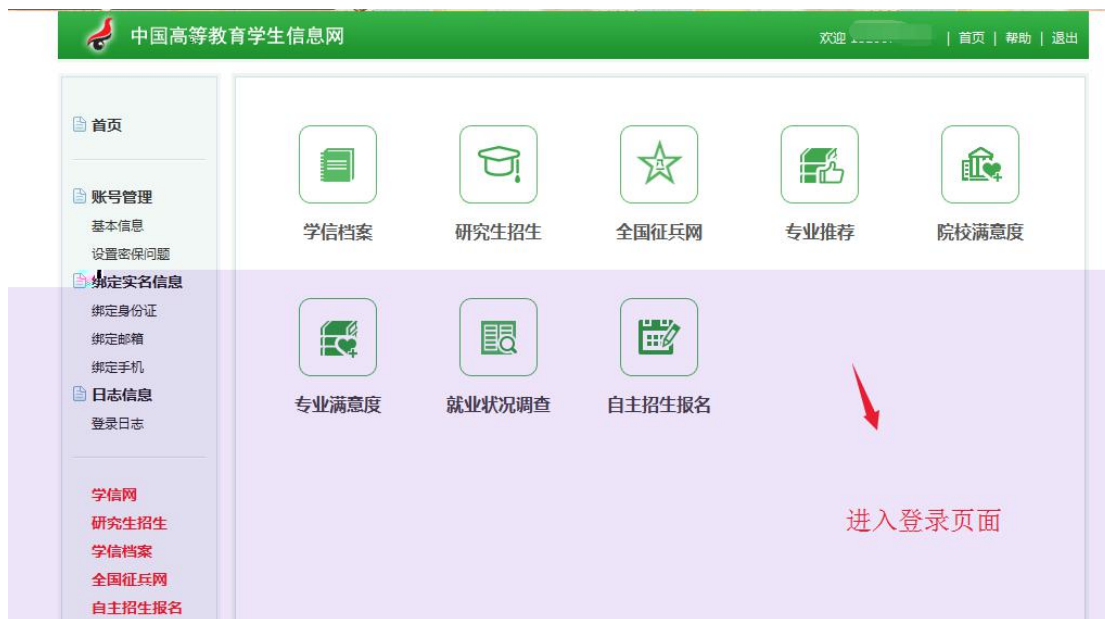 中国高等教育学生信息网
欢迎 | 首页 | 帮助 | 退出
首页
账号管理
基本信息
设置密保问题
绑定实名信息
绑定身份证
绑定邮箱
绑定手机
日志信息
登录日志
学信网
研究生招生
学信档案
全国征兵网
自主招生报名
学信档案 研究生招生 全国征兵网 专业推荐 院校满意度
专业满意度 就业状况调查 自主招生报名
进入登录页面